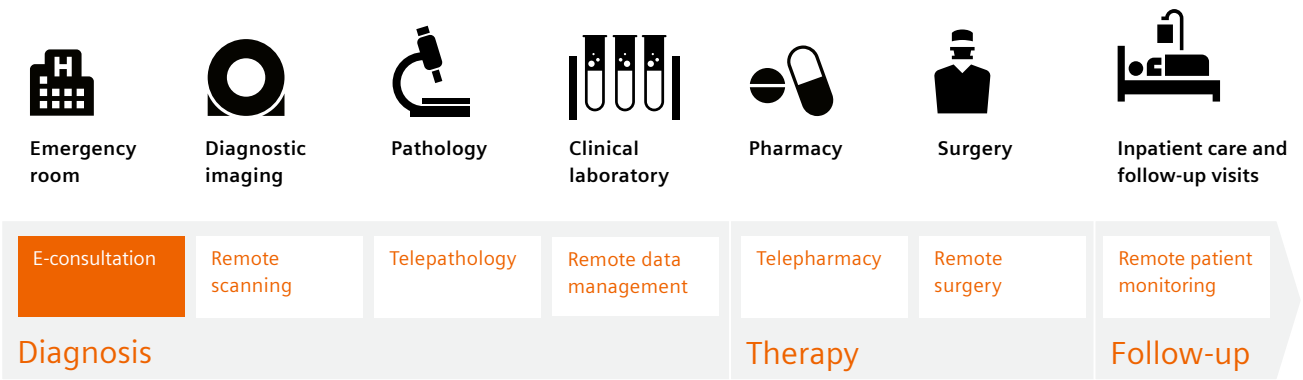 H
Emergency
room
Diagnostic
imaging
Pathology
Clinical
laboratory
Pharmacy
Surgery
Inpatient care and
follow-up visits
E-consultation
Remote
scanning
Telepathology
Remote data
management
Telepharmacy
Remote
surgery
Remote patient
monitoring
Diagnosis
Therapy
Follow-up